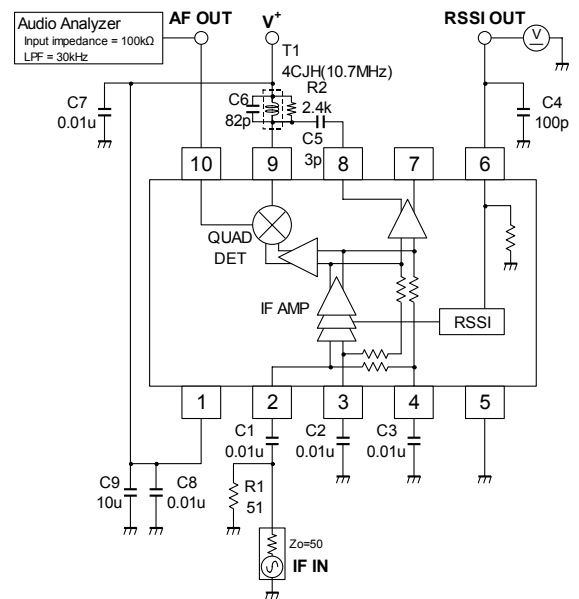 Audio Analyzer
Input impedance = 100kΩ
LPF = 30kHz
AF OUT
V+
RSSI OUT
V
T1
4CJH(10.7MHz)
C7
0.01u
C6
82p
R2
2.4k
C5
3p
C4
100p
10
9
8
7
6
QUAD
DET
IF AMP
RSSI
1
2
3
4
5
C1
0.01u
C2
0.01u
C3
0.01u
C9
10u
C8
0.01u
R1
51
Zo=50
IF IN